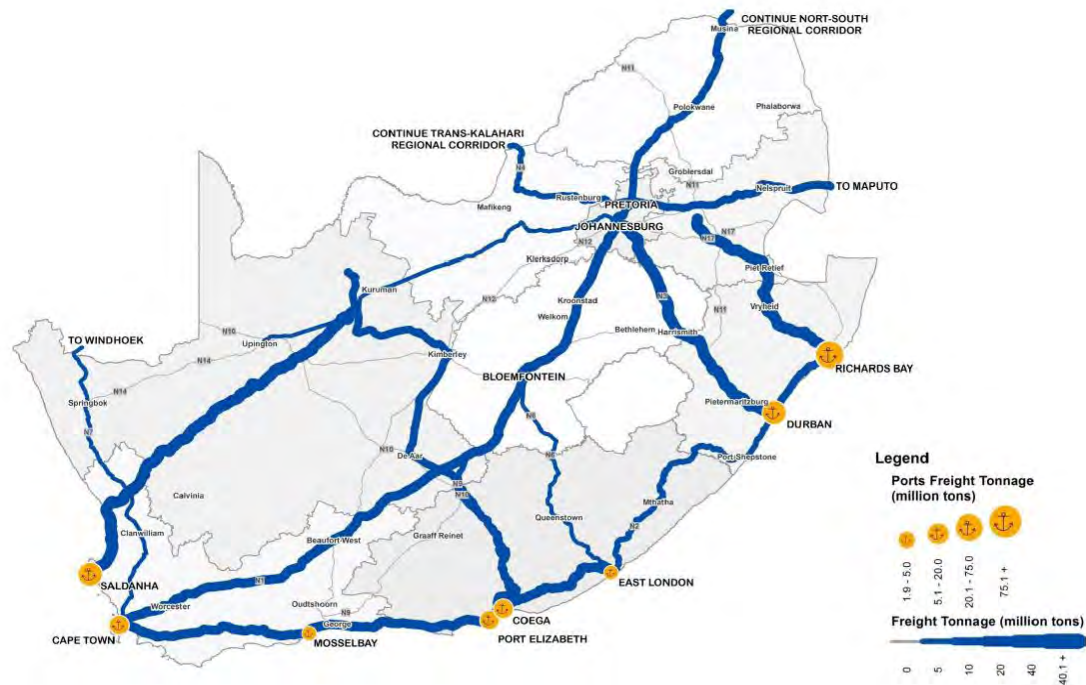 CONTINUE NORT-SOUTH
REGIONAL CORRIDOR
Musina
N11
Polokwane
Phalaborwa
CONTINUE TRANS-KALAHARI
REGIONAL CORRIDOR
N4
Groblersdal
N11
Rustenburg
Nelspruit
TO MAPUTO
PRETORIA
Mafikeng
JOHANNESBURG
N17
N17
N12
Klerksdorp
Piet Retief
Kuruman
N12
Kroonstad
N3
Vryheid
Welkom
N11
N10
Bethlehem
Harrismith
TO WINDHOEK
Upington
Kimberley
N14
RICHARDS BAY
BLOEMFONTEIN
N14
Springbok
Pietermaritzburg
N6
DURBAN
N7
N10
De Aar
N6
Port Shepstone
Calvinia
N9
N10
Mthatha
Queenstown
N2
Clanwilliam
Beaufort West
Graaff Reinet
SALDANHA
N1
EAST LONDON
Worcester
Oudtshoorn
N9
COEGA
George
PORT ELIZABETH
CAPE TOWN
MOSSELBAY
Legend
Ports Freight Tonnage
(million tons)
1.9 - 5.0
5.1 - 20.0
20.1 - 75.0
75.1 +
Freight Tonnage (million tons)
0
5
10
20
40
40.1 +